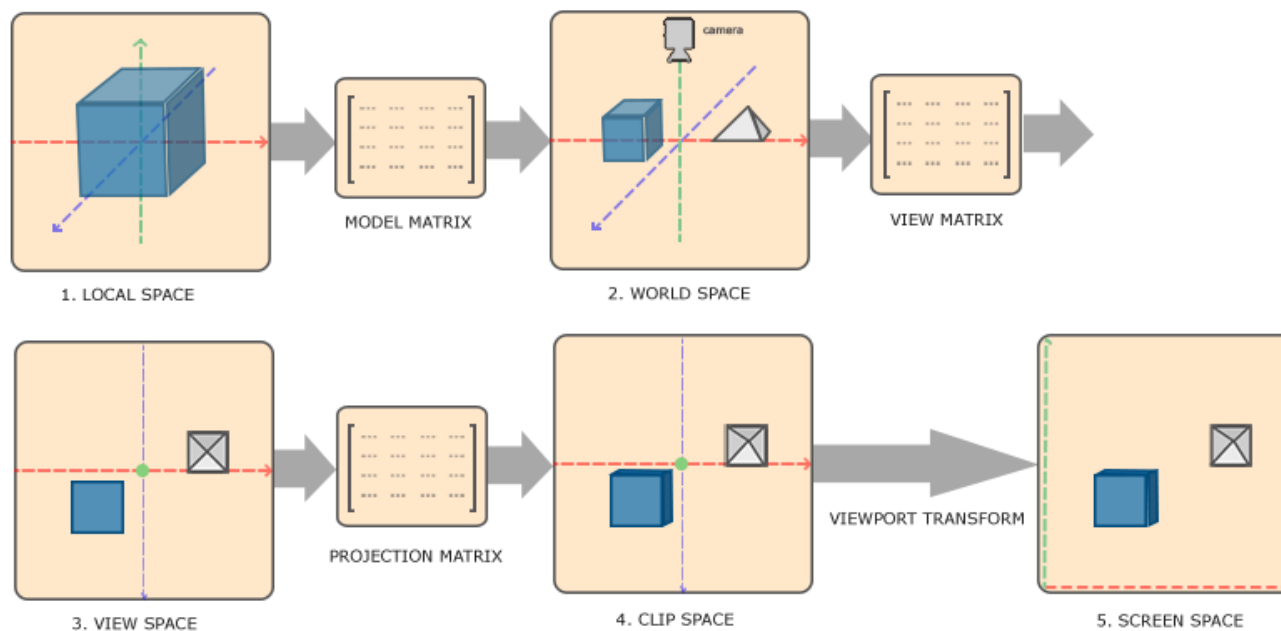 camera
MODEL MATRIX
VIEW MATRIX
1. LOCAL SPACE
2. WORLD SPACE
PROJECTION MATRIX
VIEWPORT TRANSFORM
3. VIEW SPACE
4. CLIP SPACE
5. SCREEN SPACE